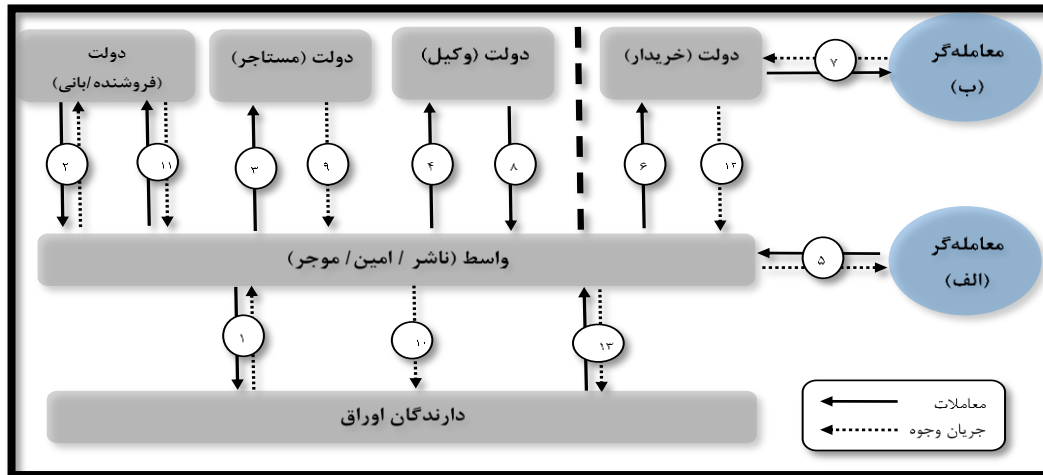 دولت
(فروشنده/بانی)
دولت (مستاجر)
دولت (وکیل)
دولت (خریدار)
معامله‌گر
(ب)
۷
۲
۱۱
۳
۹
۴
۸
۶
۱۲
واسط (ناشر / امین/ موجر)
معامله‌گر
(الف)
۵
۱
۱۰
۱۳
دارندگان اوراق
معاملات
جریان وجوه